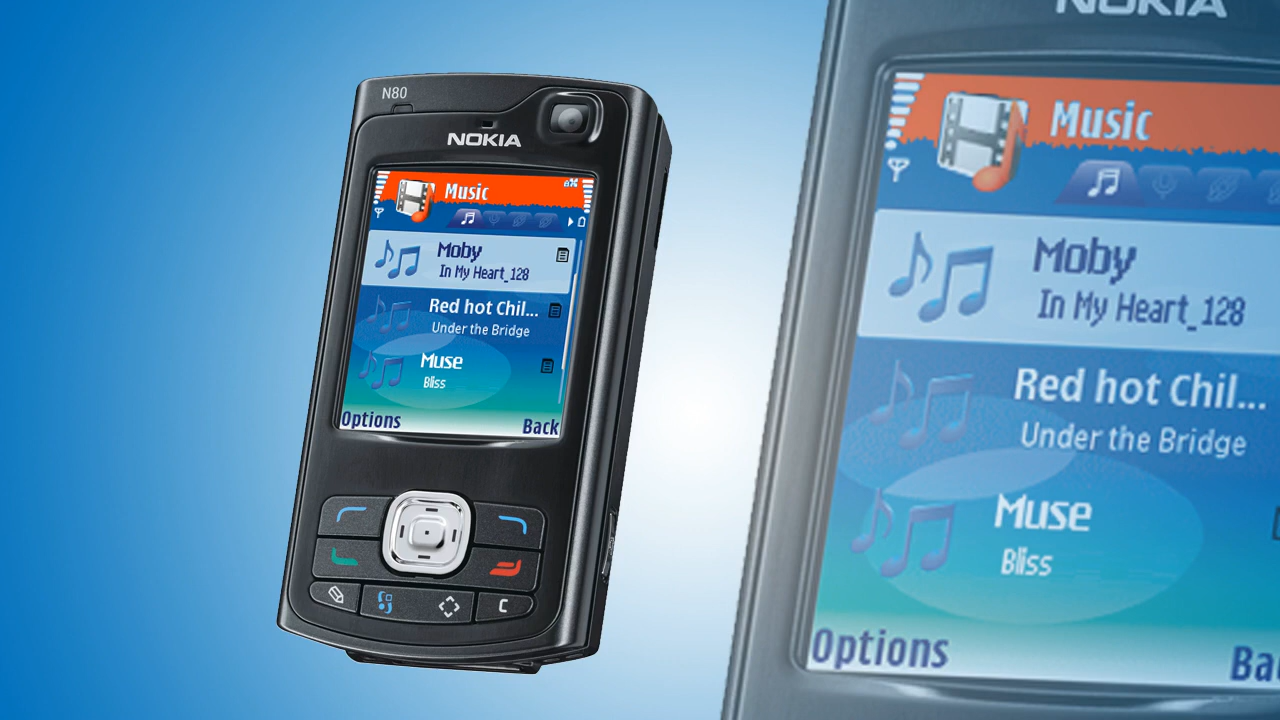 N80
NOKIA
Music
Moby
In My Heart_128
Red hot Chil...
Under the Bridge
Muse
Bliss
Options
Back
C
NOKIA
Music
Moby
In My Heart_128
Red hot Chil...
Under the Bridge
Muse
Bliss
Options
Ba